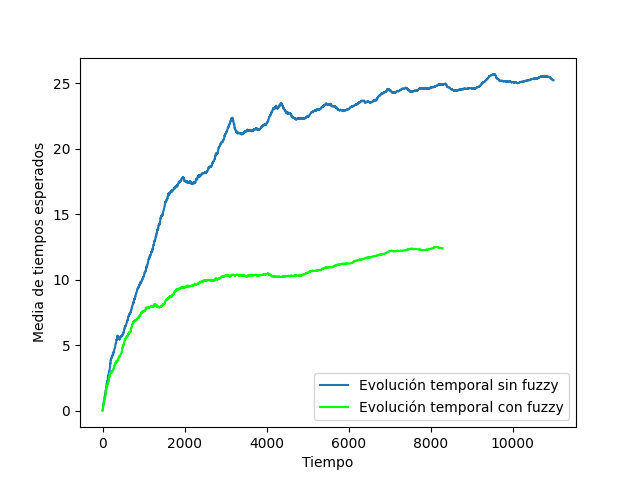 25
20
15
10
5
0
Media de tiempos esperados
0 2000 4000 6000 8000 10000
Tiempo
Evolución temporal sin fuzzy
Evolución temporal con fuzzy